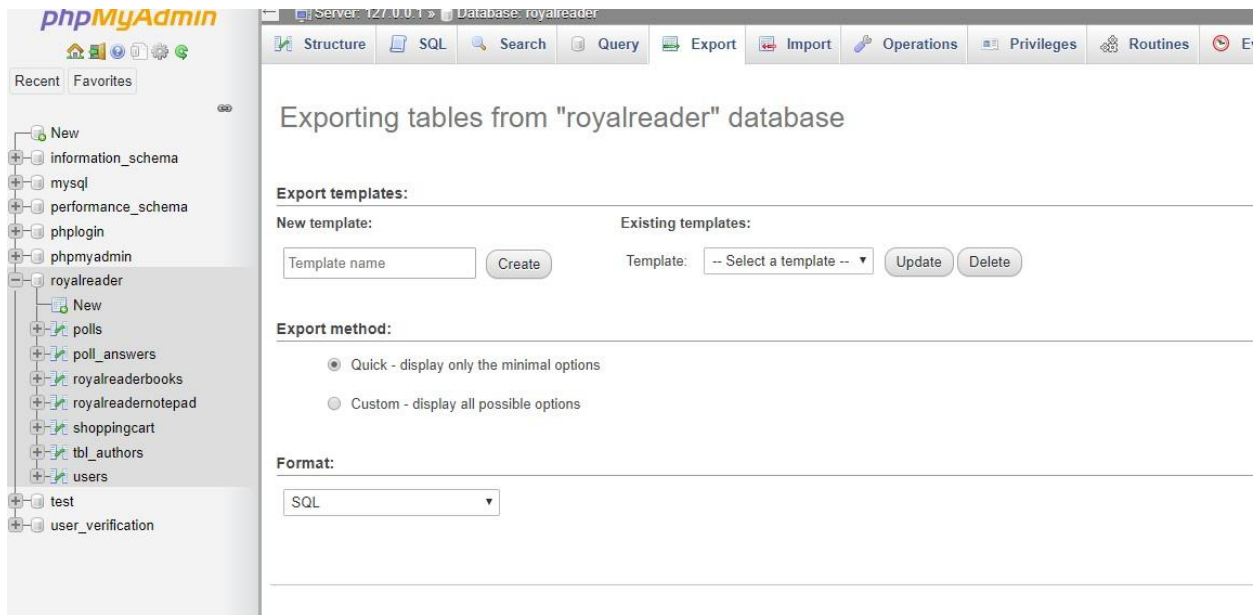 phpMyAdmin
Server: 127.0.0.1 » Database: royalreader
Structure SQL Search Query Export Import Operations Privileges Routines
Recent Favorites
New
information_schema
mysql
performance_schema
phplogin
phpmyadmin
royalreader
New
polls
poll_answers
royalreaderbooks
royalreadernotepad
shoppingcart
tbl_authors
users
test
user_verification
Exporting tables from "royalreader" database
Export templates:
New template: Existing templates:
Template name Create Template: -- Select a template -- Update Delete
Export method:
Quick - display only the minimal options
Custom - display all possible options
Format:
SQL